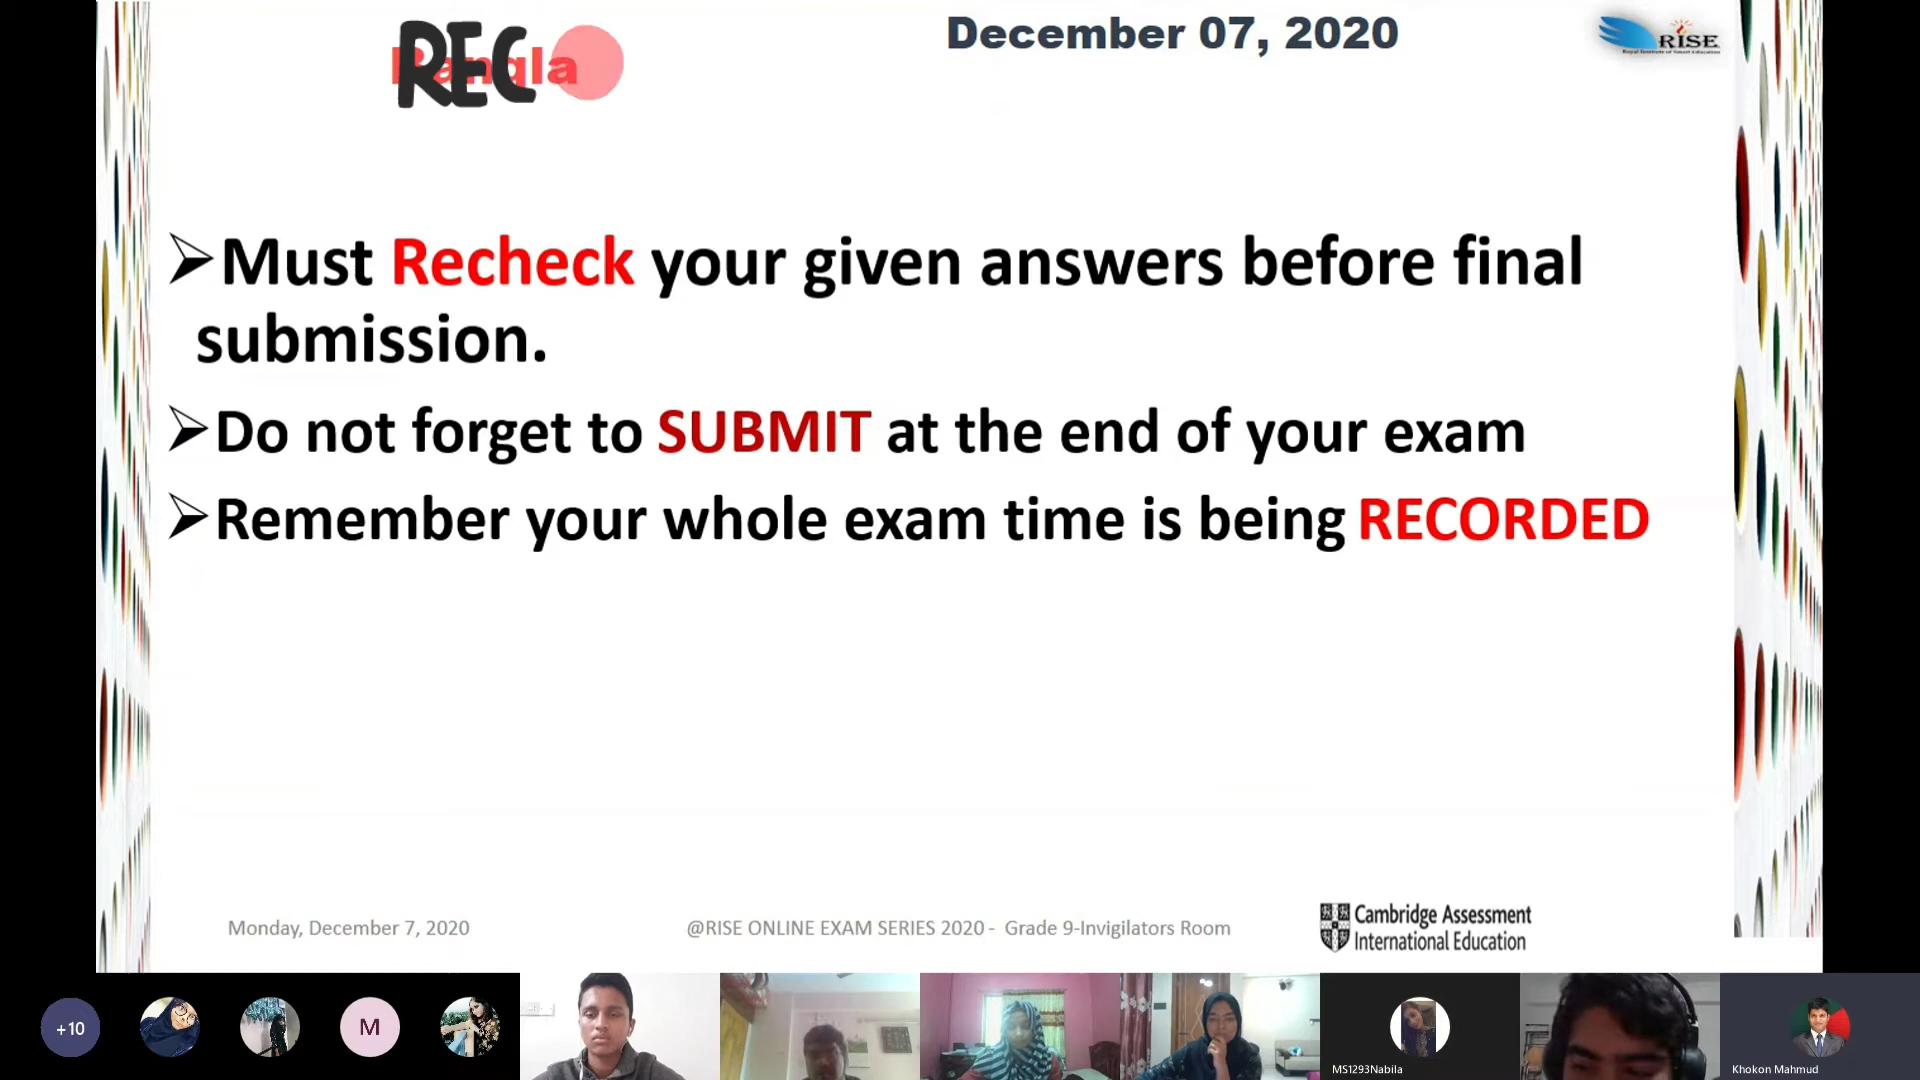 REC
Bangla
December 07, 2020
RISE
Royal Institute of Smart Education
➢Must Recheck your given answers before final
submission.
➢Do not forget to SUBMIT at the end of your exam
➢Remember your whole exam time is being RECORDED
Monday, December 7, 2020
@RISE ONLINE EXAM SERIES 2020 - Grade 9-Invigilators Room
Cambridge Assessment
International Education
+10
M
MS1293Nabila
Khokon Mahmud